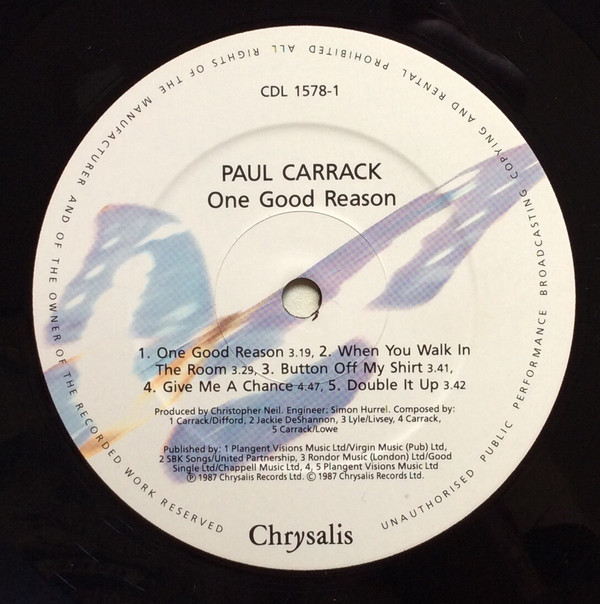 CDL 1578-1
PAUL CARRACK
One Good Reason
1. One Good Reason 3.19, 2. When You Walk In
The Room 3.29, 3. Button Off My Shirt 3.41,
4. Give Me A Chance 4:47, 5. Double It Up 3.42
Produced by Christopher Neil. Engineer: Simon Hurrel. Composed by:
1 Carrack/Difford, 2 Jackie DeShannon, 3 Lyle/Livsey, 4 Carrack,
5 Carrack/Lowe
Published by: 1 Plangent Visions Music Ltd/Virgin Music (Pub) Ltd,
2 SBK Songs/United Partnership, 3 Rondor Music (London) Ltd/Good
Single Ltd/Chappell Music Ltd, 4, 5 Plangent Visions Music Ltd
Ⓟ 1987 Chrysalis Records Ltd. © 1987 Chrysalis Records Ltd.
Chrysalis
UNAUTHORISED PUBLIC PERFORMANCE BROADCASTING COPYING AND RENTAL PROHIBITED ALL RIGHTS OF THE MANUFACTURER AND OF THE OWNER OF THE RECORDED WORK RESERVED